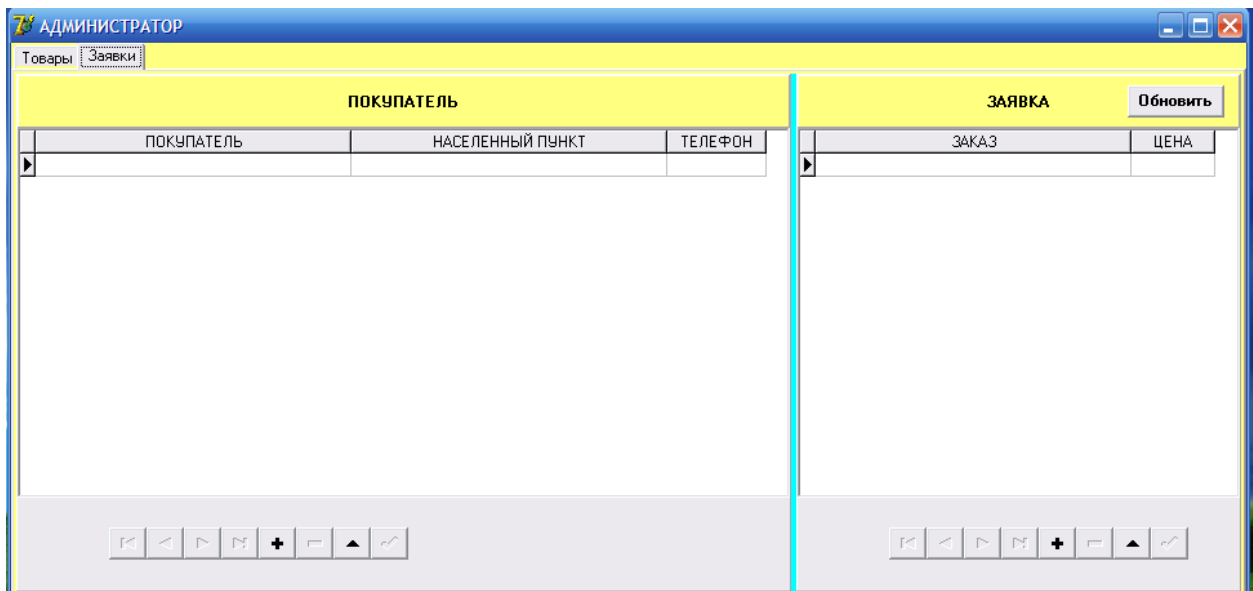 АДМИНИСТРАТОР
Товары Заявки
ПОКУПАТЕЛЬ ЗАЯВКА Обновить
ПОКУПАТЕЛЬ НАСЕЛЕННЫЙ ПУНКТ ТЕЛЕФОН ЗАКАЗ ЦЕНА